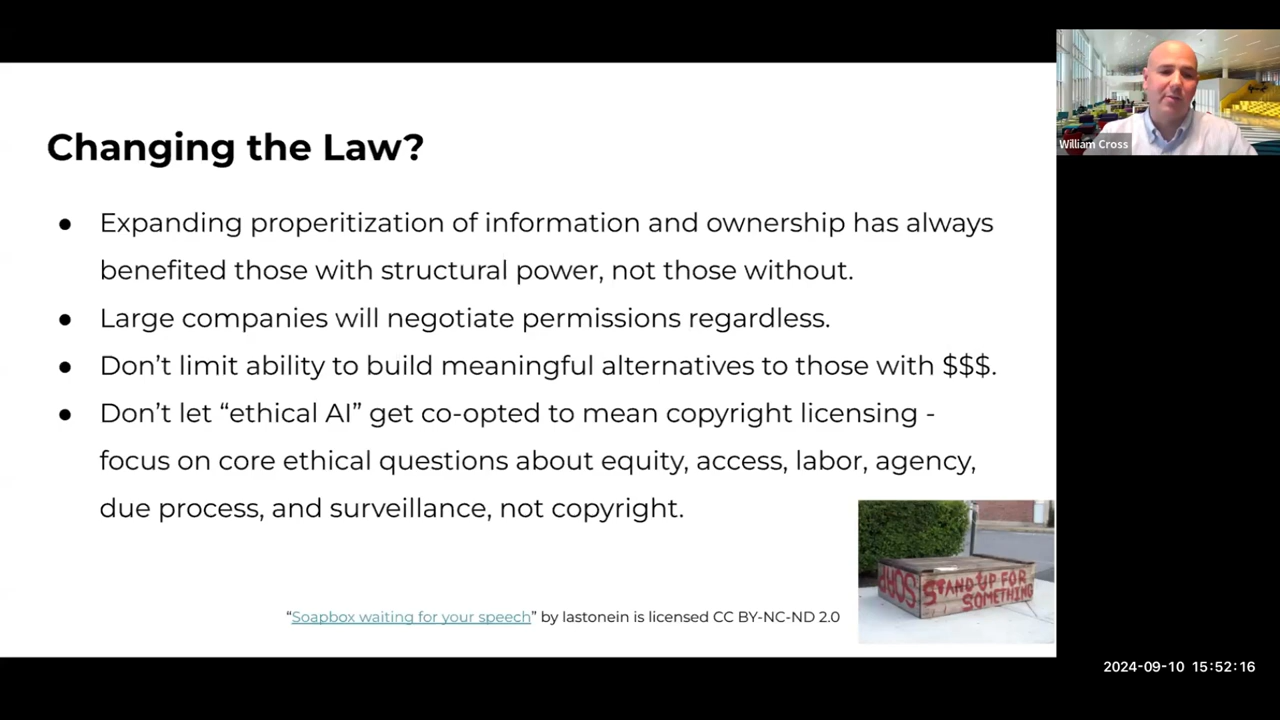 Changing the Law?
● Expanding properitization of information and ownership has always
benefited those with structural power, not those without.
● Large companies will negotiate permissions regardless.
● Don’t limit ability to build meaningful alternatives to those with $$$.
● Don’t let “ethical AI” get co-opted to mean copyright licensing -
focus on core ethical questions about equity, access, labor, agency,
due process, and surveillance, not copyright.
SOAP
STAND UP FOR
SOMETHING
“Soapbox waiting for your speech” by lastonein is licensed CC BY-NC-ND 2.0
William Cross
2024-09-10 15:52:16